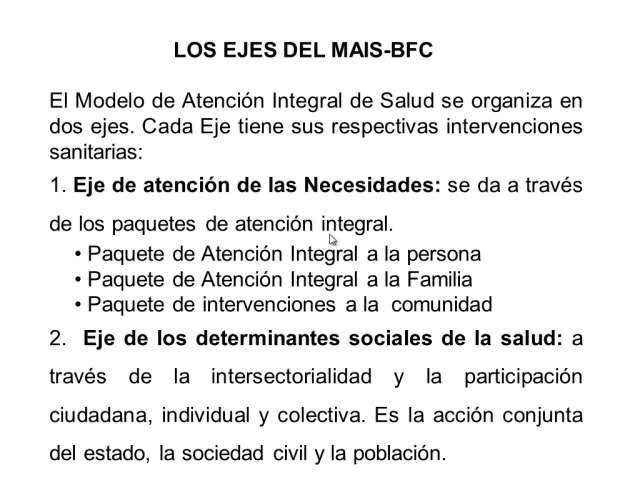 LOS EJES DEL MAIS-BFC
El Modelo de Atención Integral de Salud se organiza en
dos ejes. Cada Eje tiene sus respectivas intervenciones
sanitarias:
1. Eje de atención de las Necesidades: se da a través
de los paquetes de atención integral.
• Paquete de Atención Integral a la persona
• Paquete de Atención Integral a la Familia
• Paquete de intervenciones a la comunidad
2. Eje de los determinantes sociales de la salud: a
través de la intersectorialidad y la participación
ciudadana, individual y colectiva. Es la acción conjunta
del estado, la sociedad civil y la población.